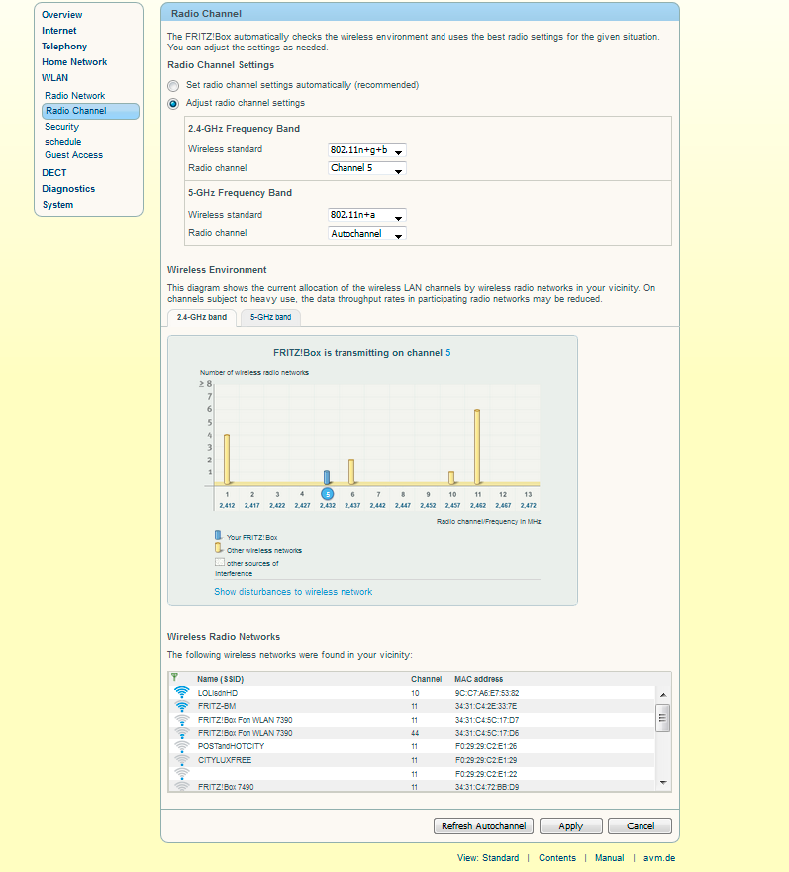 Overview
Internet
Telephony
Home Network
WLAN
Radio Network
Radio Channel
Security
schedule
Guest Access
DECT
Diagnostics
System
Radio Channel
The FRITZ!Box automatically checks the wireless environment and uses the best radio settings for the given situation.
You can adjust the settings as needed.
Radio Channel Settings
Set radio channel settings automatically (recommended)
Adjust radio channel settings
2.4-GHz Frequency Band
Wireless standard 802.11n+g+b
Radio channel Channel 5
5-GHz Frequency Band
Wireless standard 802.11n+a
Radio channel Autochannel
Wireless Environment
This diagram shows the current allocation of the wireless LAN channels by wireless radio networks in your vicinity. On
channels subject to heavy use, the data throughput rates in participating radio networks may be reduced.
2.4-GHz band 5-GHz band
FRITZ!Box is transmitting on channel 5
Number of wireless radio networks
≥ 8
7
6
5
4
3
2
1
1 2 3 4 5 6 7 8 9 10 11 12 13
2,412 2,417 2,422 2,427 2,432 2,437 2,442 2,447 2,452 2,457 2,462 2,467 2,472
Radio channel/Frequency in MHz
Your FRITZ!Box
Other wireless networks
other sources of
interference
Show disturbances to wireless network
Wireless Radio Networks
The following wireless networks were found in your vicinity:
Name (SSID) Channel MAC address
LOLisdnHD 10 9C:C7:A6:E7:53:82
FRITZ-BM 11 34:31:C4:2E:33:7E
FRITZ!Box Fon WLAN 7390 11 34:31:C4:5C:17:D7
FRITZ!Box Fon WLAN 7390 44 34:31:C4:5C:17:D6
POSTandHOTCITY 11 F0:29:29:C2:E1:26
CITYLUXFREE 11 F0:29:29:C2:E1:29
11 F0:29:29:C2:E1:22
FRITZ!Box 7490 11 34:31:C4:72:BB:D9
Refresh Autochannel Apply Cancel
View: Standard | Contents | Manual | avm.de